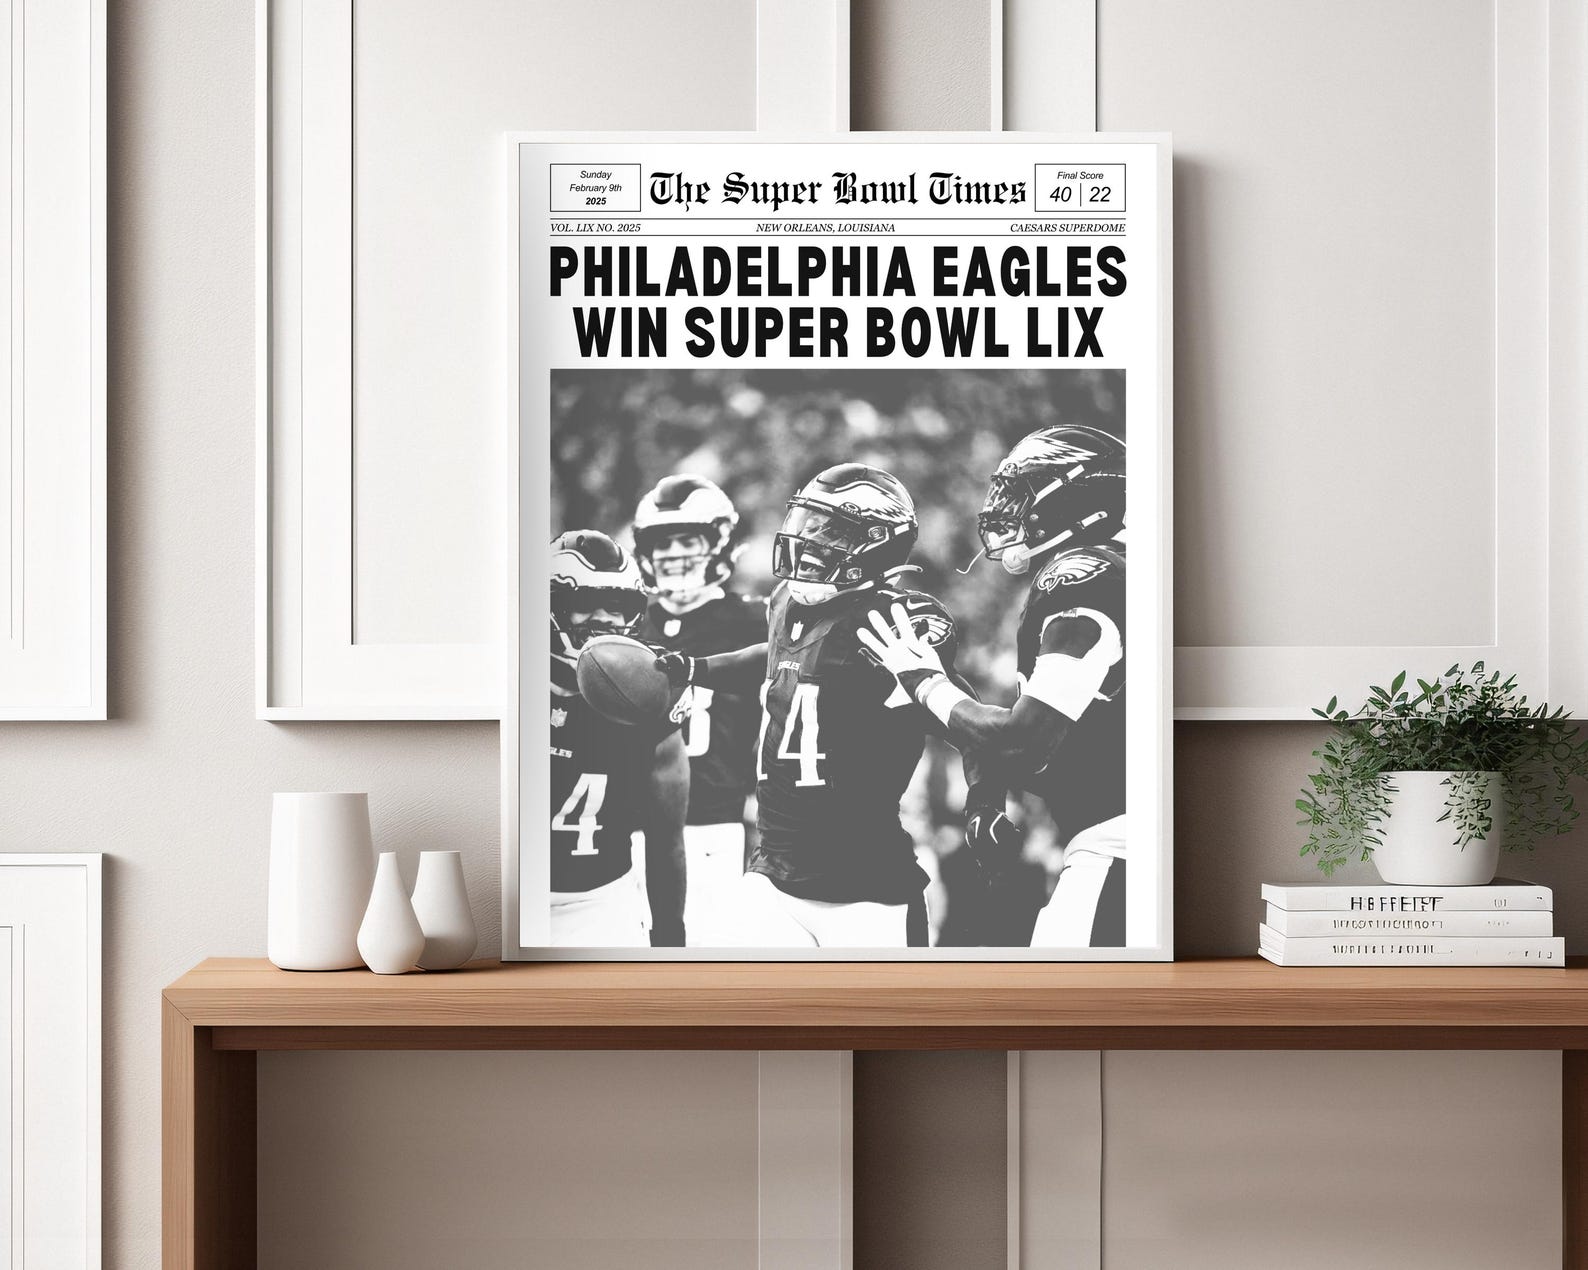 Sunday
February 9th
2025
The Super Bowl Times
Final Score
40 | 22
VOL. LIX NO. 2025
NEW ORLEANS, LOUISIANA
CAESARS SUPERDOME
PHILADELPHIA EAGLES
WIN SUPER BOWL LIX
EAGLES
14
4